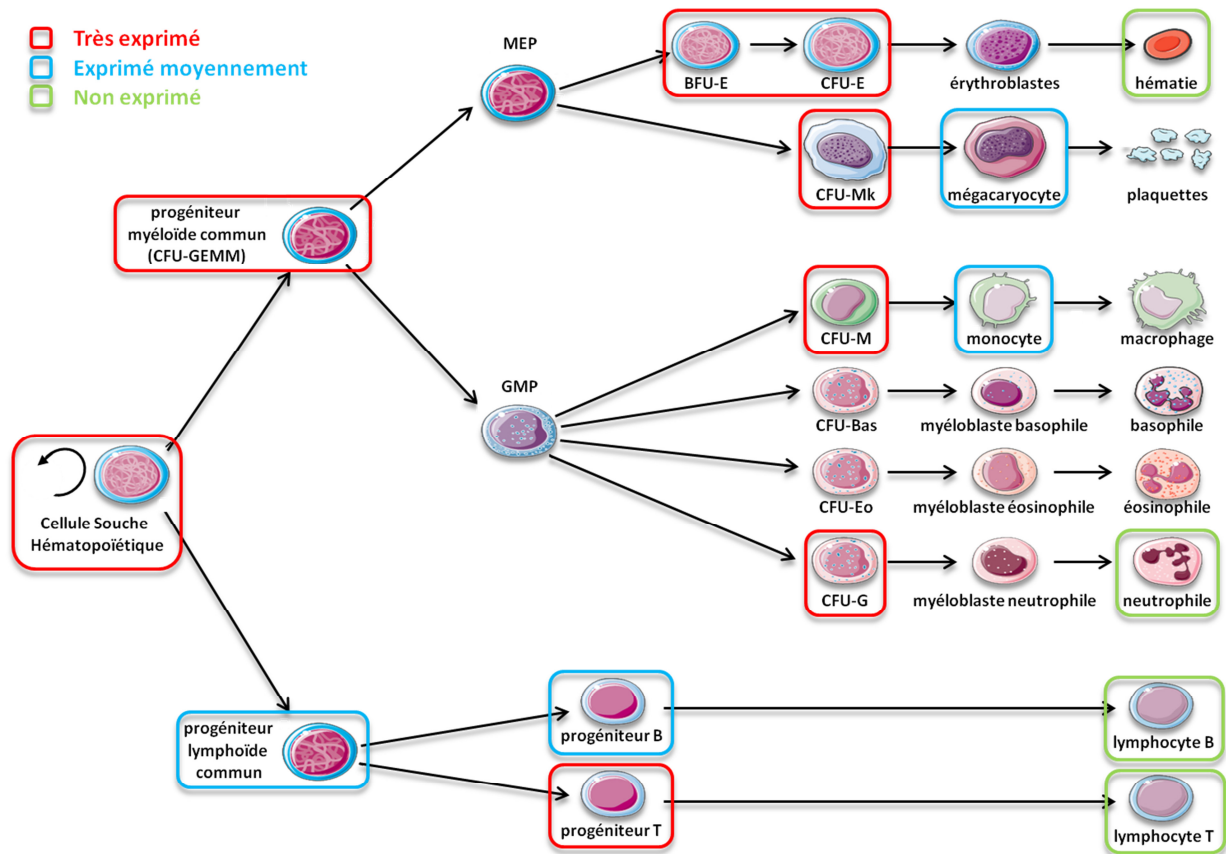 Très exprimé
Exprimé moyennement
Non exprimé
MEP
BFU-E
CFU-E
érythroblastes
hématie
CFU-Mk
mégacaryocyte
plaquettes
progéniteur
myéloïde commun
(CFU-GEMM)
CFU-M
monocyte
macrophage
GMP
CFU-Bas
myéloblaste basophile
basophile
CFU-Eo
myéloblaste éosinophile
éosinophile
Cellule Souche
Hématopoïétique
CFU-G
myéloblaste neutrophile
neutrophile
progéniteur
lymphoïde
commun
progéniteur B
lymphocyte B
progéniteur T
lymphocyte T